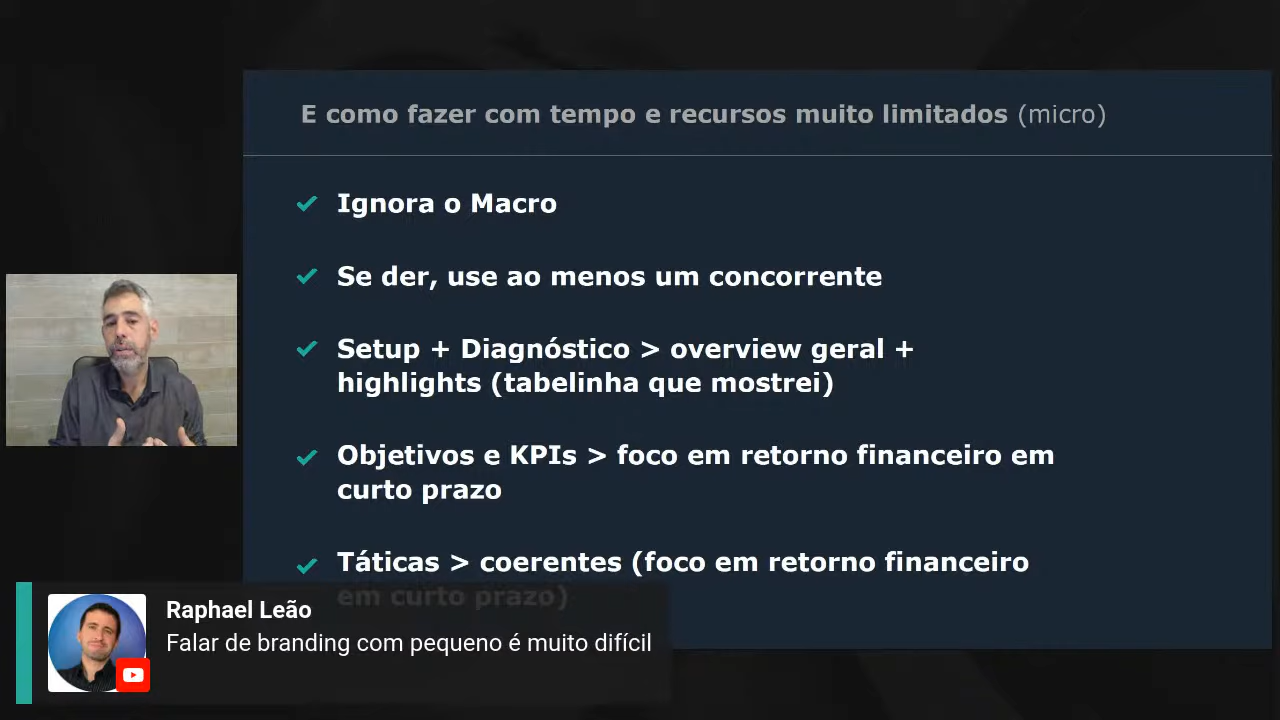 E como fazer com tempo e recursos muito limitados (micro)
Ignora o Macro
Se der, use ao menos um concorrente
Setup + Diagnóstico > overview geral +
highlights (tabelinha que mostrei)
Objetivos e KPIs > foco em retorno financeiro em
curto prazo
Táticas > coerentes (foco em retorno financeiro
em curto prazo)
Raphael Leão
Falar de branding com pequeno é muito difícil